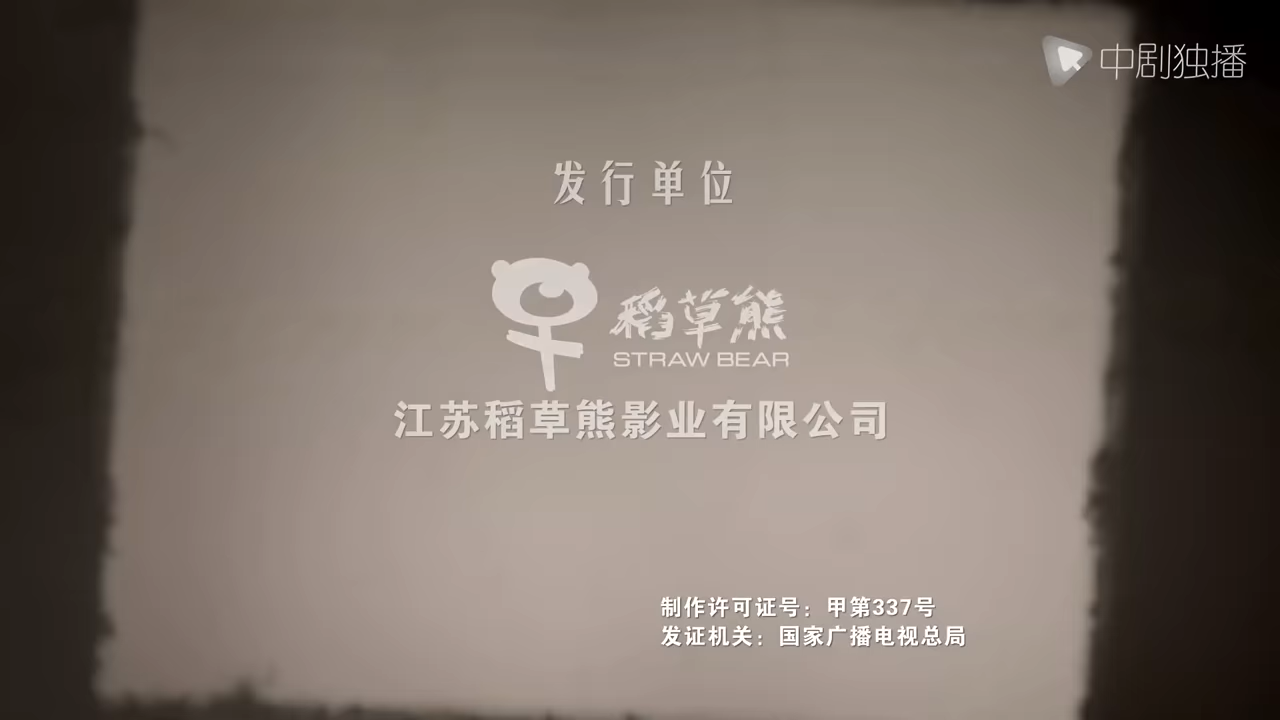 中剧独播
发行单位
稻草熊
STRAW BEAR
江苏稻草熊影业有限公司
制作许可证号：甲第337号
发证机关：国家广播电视总局